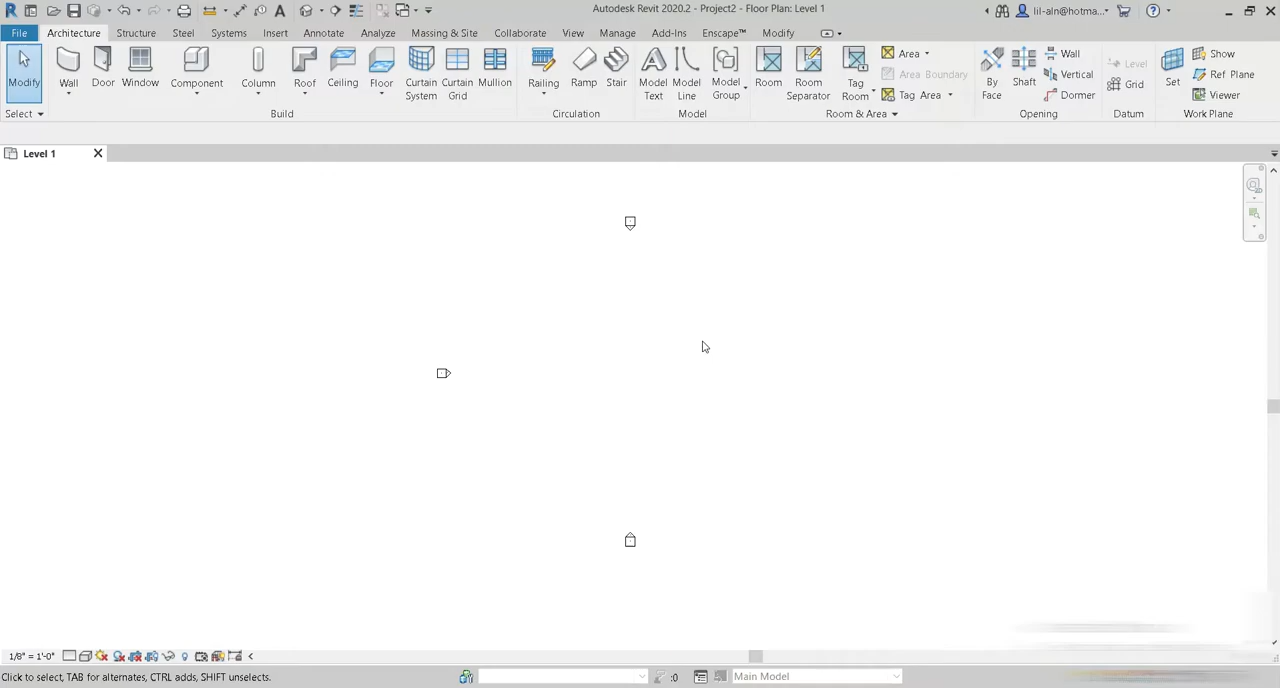 Autodesk Revit 2020.2 - Project2 - Floor Plan: Level 1
lil-aln@hotma...
File Architecture Structure Steel Systems Insert Annotate Analyze Massing & Site Collaborate View Manage Add-Ins Enscape™ Modify
Modify Wall Door Window Component Column Roof Ceiling Floor Curtain System Curtain Grid Mullion Railing Ramp Stair Model Text Model Line Model Group Room Room Separator Tag Room Area Area Boundary Tag Area By Face Shaft Wall Vertical Dormer Level Grid Set Show Ref Plane Viewer
Select Build Circulation Model Room & Area Opening Datum Work Plane
Level 1
1/8" = 1'-0"
Click to select, TAB for alternates, CTRL adds, SHIFT unselects.
:0
Main Model